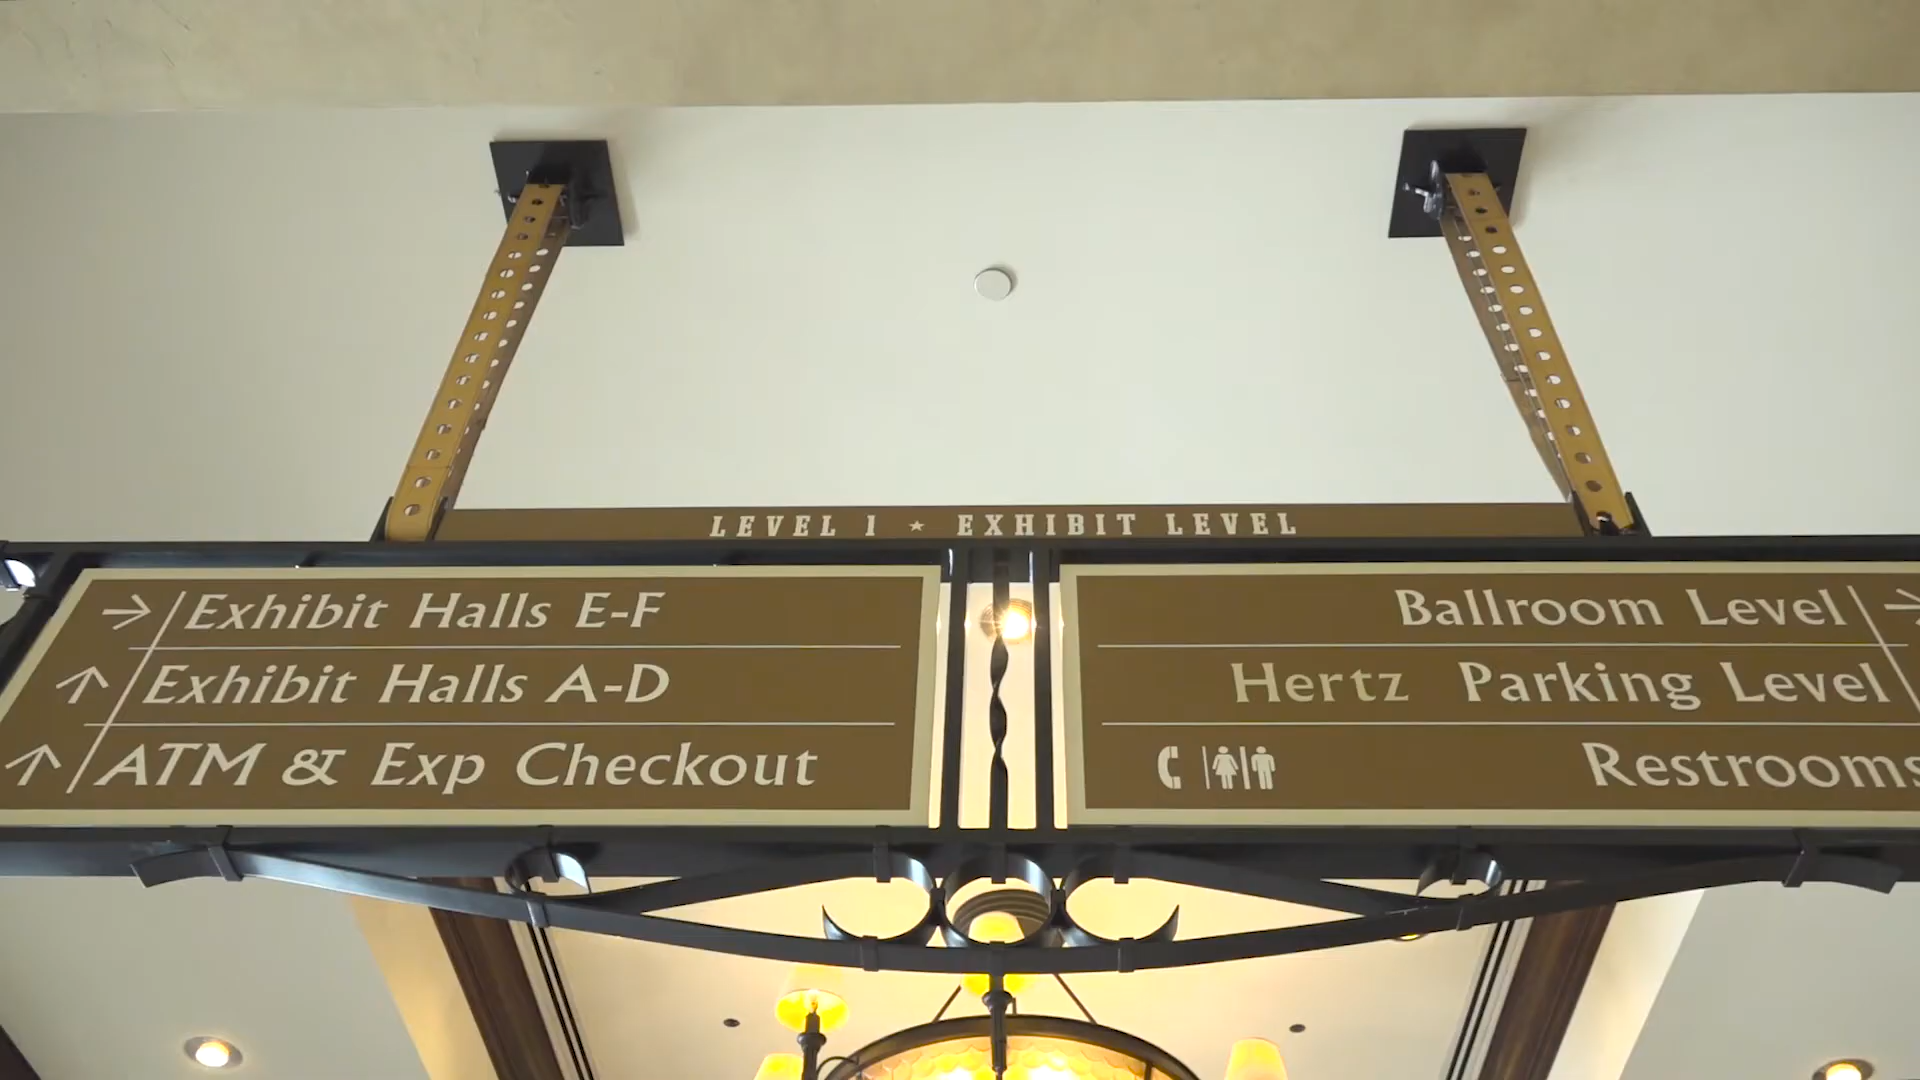 LEVEL 1 ★ EXHIBIT LEVEL
→ Exhibit Halls E-F
↑ Exhibit Halls A-D
↑ ATM & Exp Checkout
Ballroom Level →
Hertz Parking Level
Restrooms